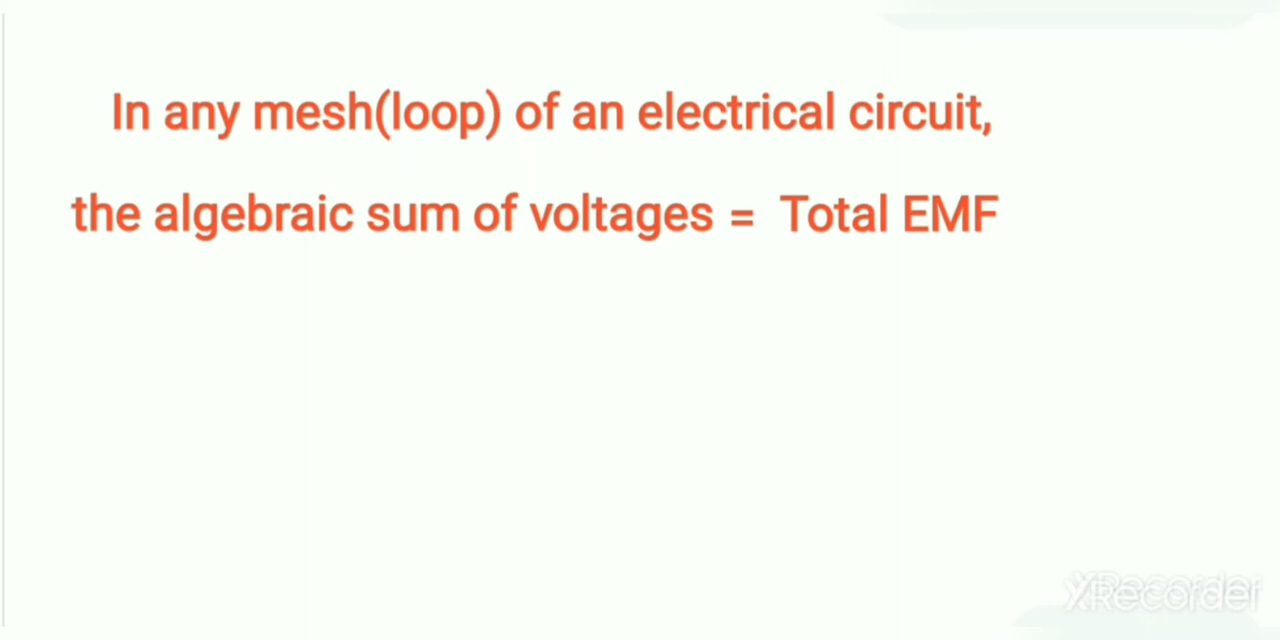 In any mesh(loop) of an electrical circuit,
the algebraic sum of voltages = Total EMF
XRecorder